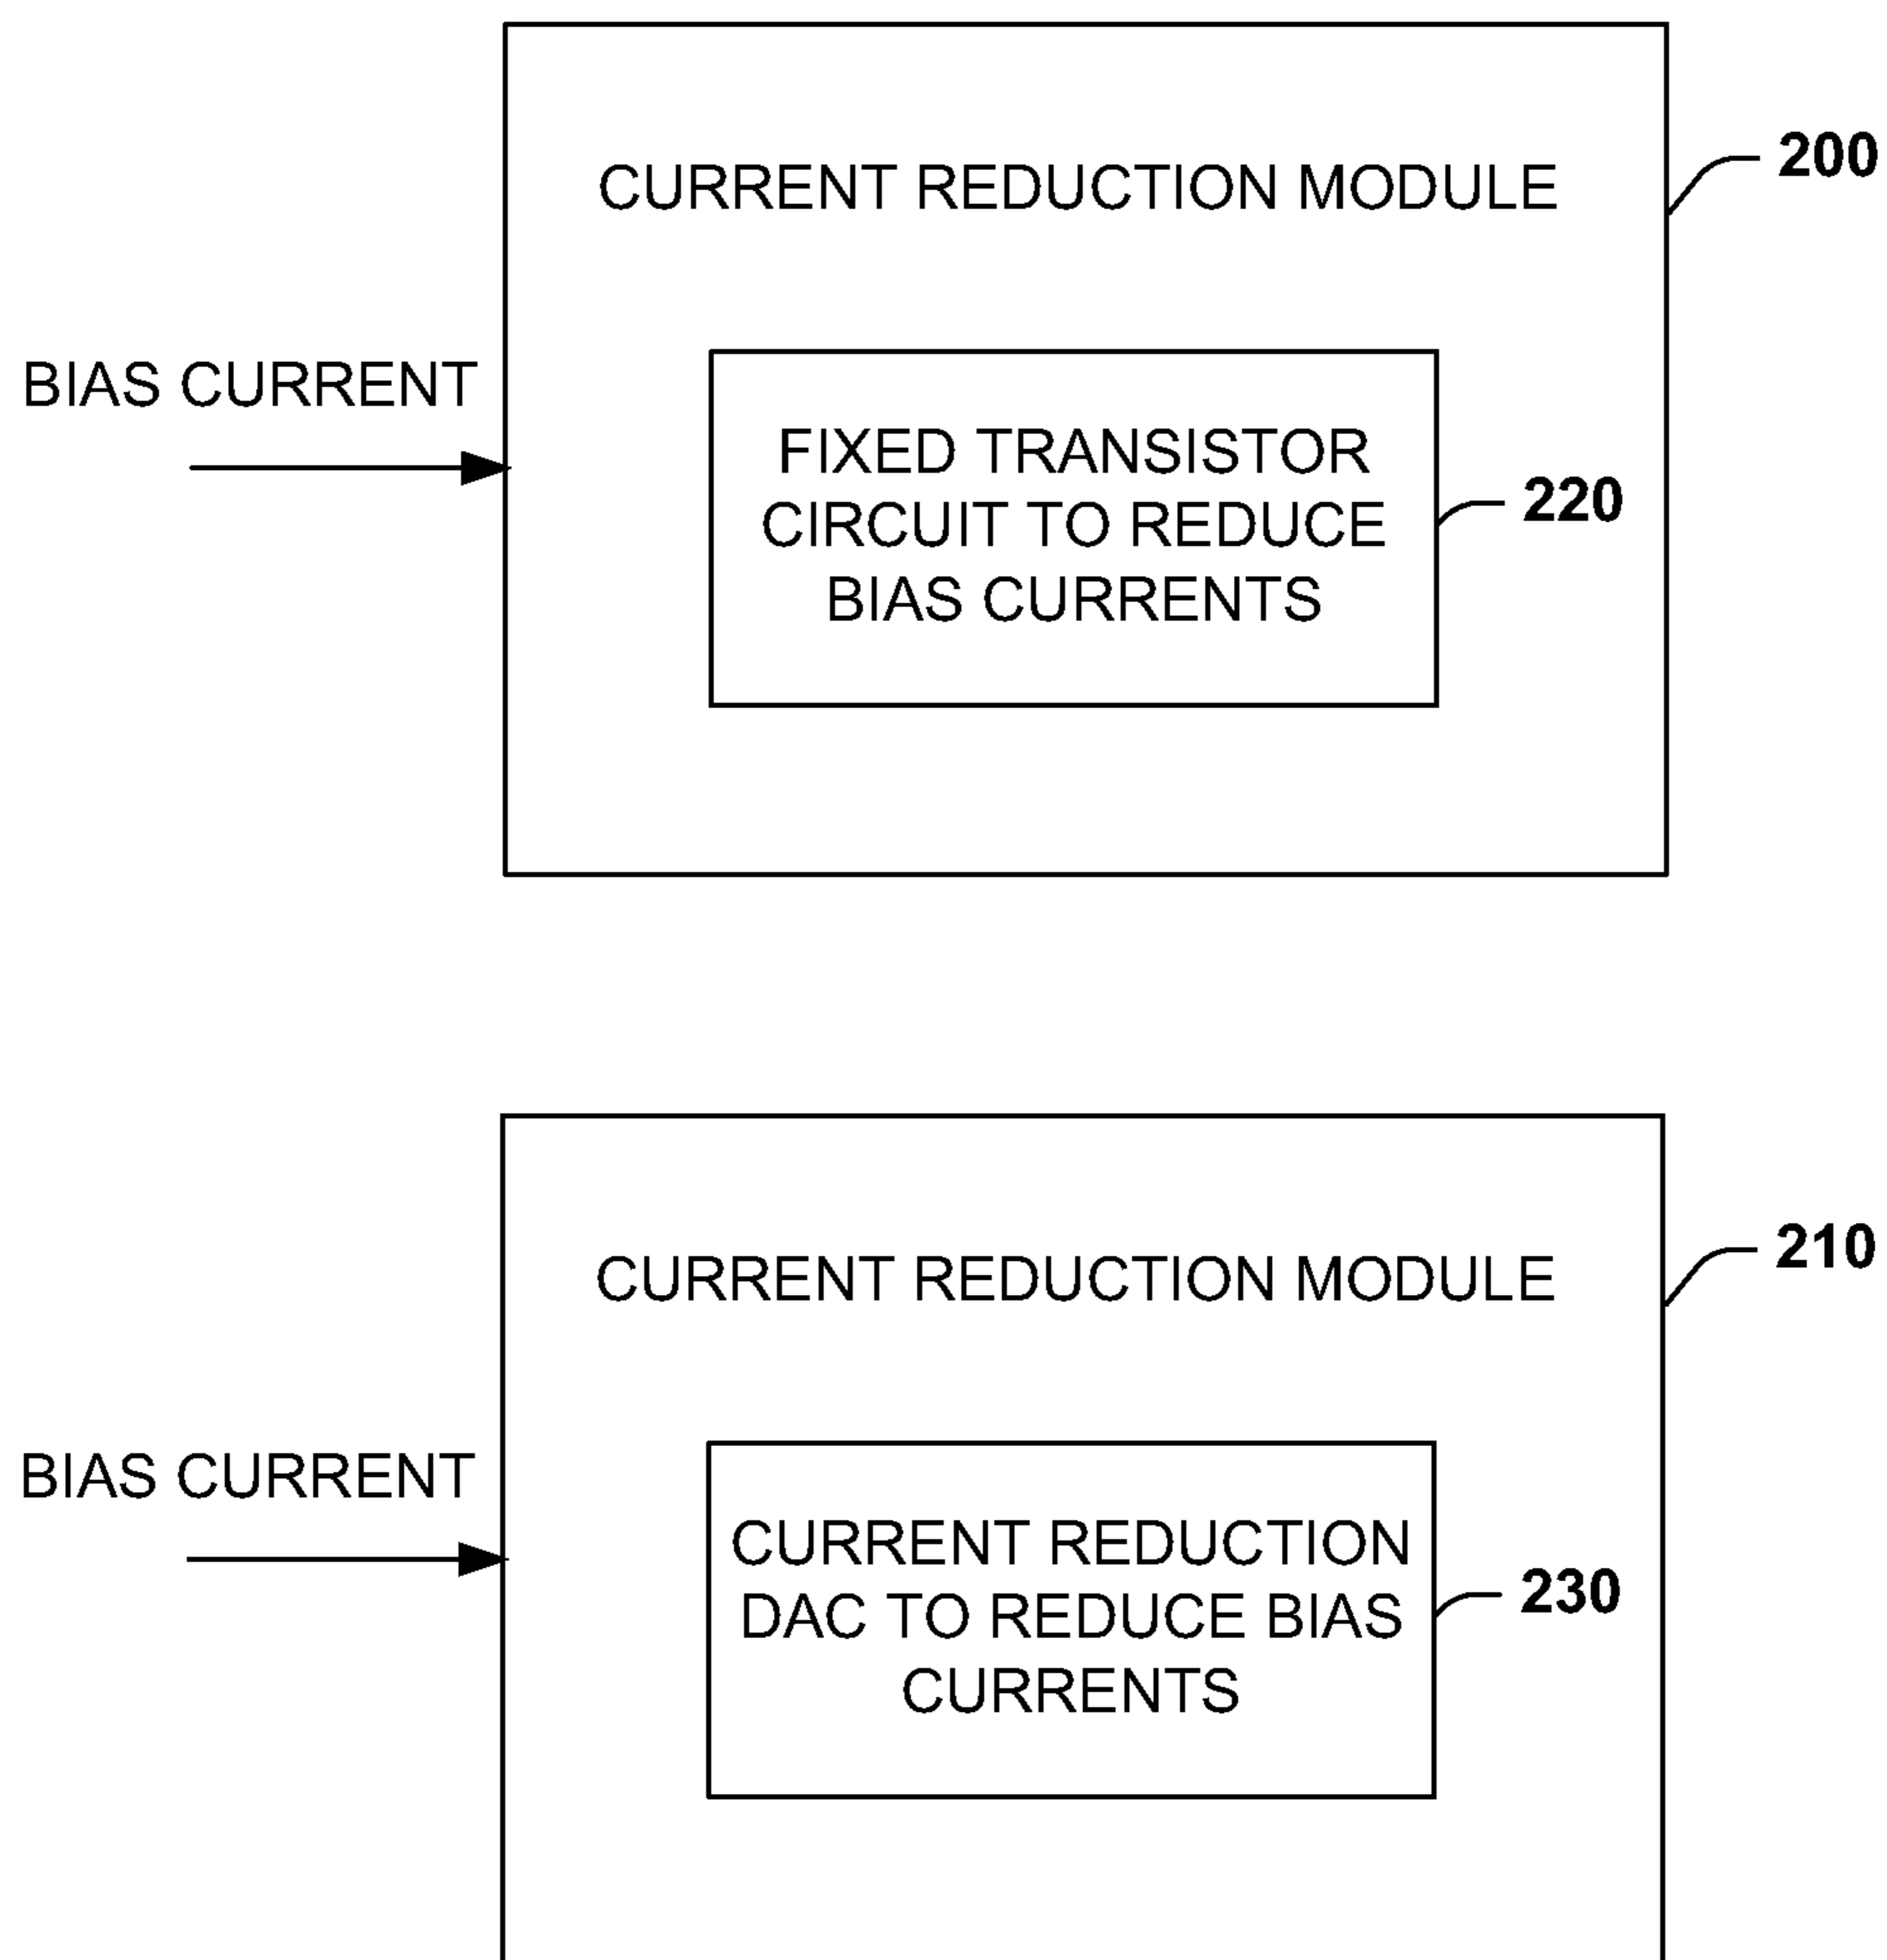 CURRENT REDUCTION MODULE
200
BIAS CURRENT
FIXED TRANSISTOR
CIRCUIT TO REDUCE
BIAS CURRENTS
220
CURRENT REDUCTION MODULE
210
BIAS CURRENT
CURRENT REDUCTION
DAC TO REDUCE BIAS
CURRENTS
230